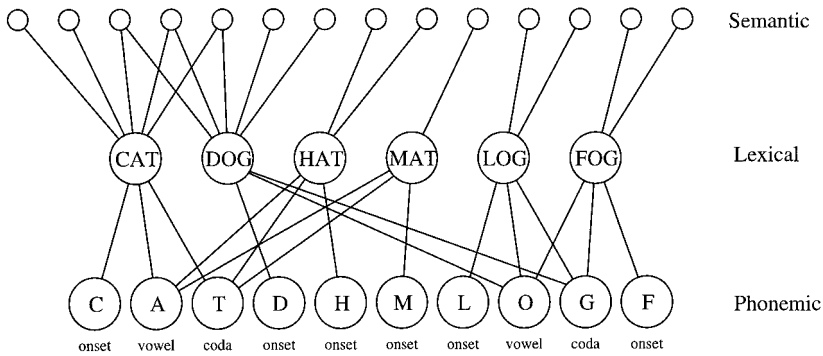 Semantic
CAT DOG HAT MAT LOG FOG Lexical
C A T D H M L O G F Phonemic
onset vowel coda onset onset onset onset vowel coda onset